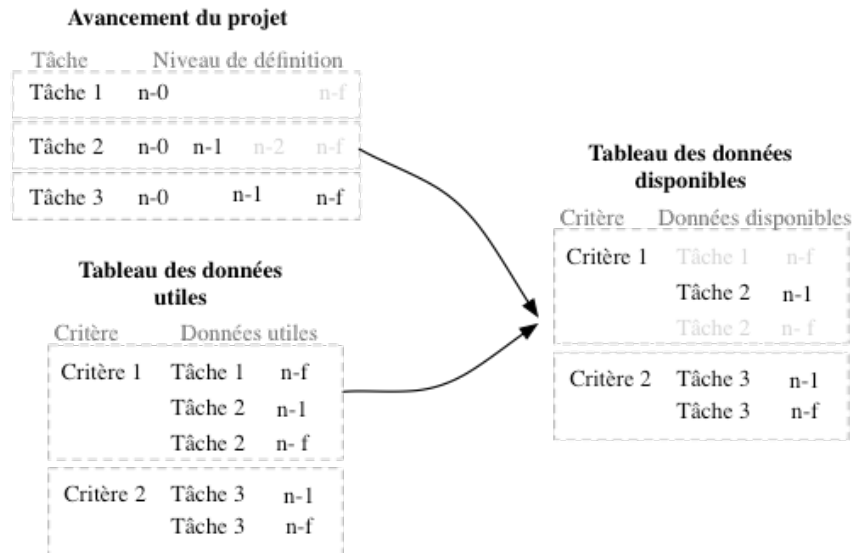 Avancement du projet
Tâche Niveau de définition
Tâche 1 n-0 n-f
Tâche 2 n-0 n-1 n-2 n-f
Tâche 3 n-0 n-1 n-f
Tableau des données
utiles
Critère Données utiles
Critère 1 Tâche 1 n-f
Tâche 2 n-1
Tâche 2 n- f
Critère 2 Tâche 3 n-1
Tâche 3 n-f
Tableau des données
disponibles
Critère Données disponibles
Critère 1 Tâche 1 n-f
Tâche 2 n-1
Tâche 2 n- f
Critère 2 Tâche 3 n-1
Tâche 3 n-f